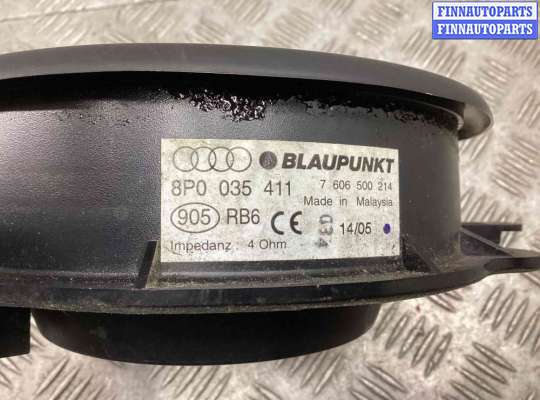 FINNAUTOPARTS
FINNAUTOPARTS
BLAUPUNKT
8P0 035 411 7 606 500 214
Made in Malaysia
905 RB6 CE G34 14/05
Impedanz 4 Ohm